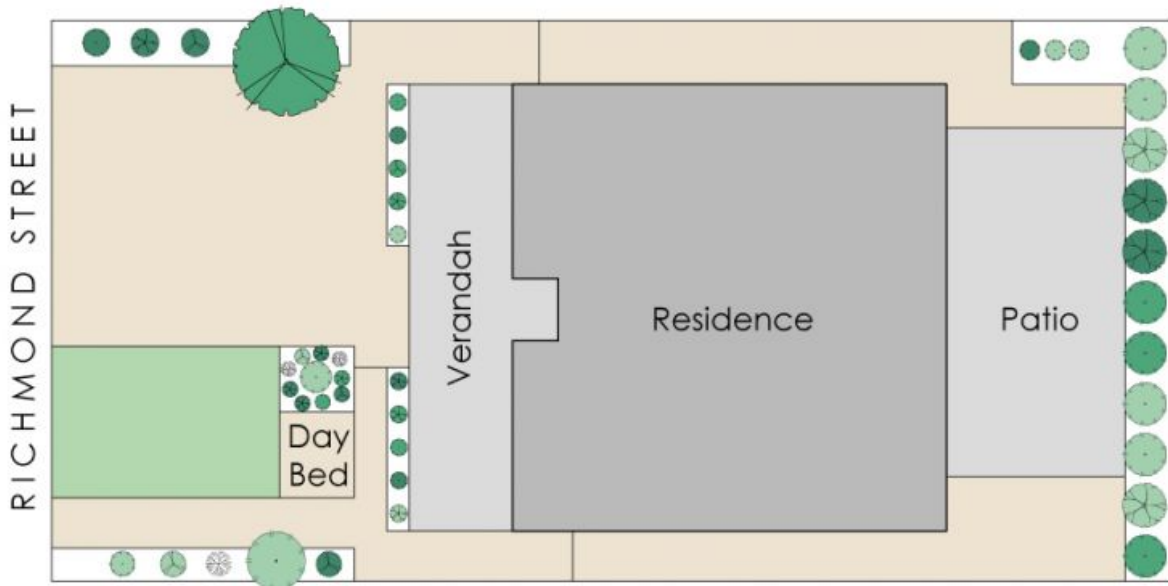 RICHMOND STREET
Verandah
Residence
Patio
Day
Bed